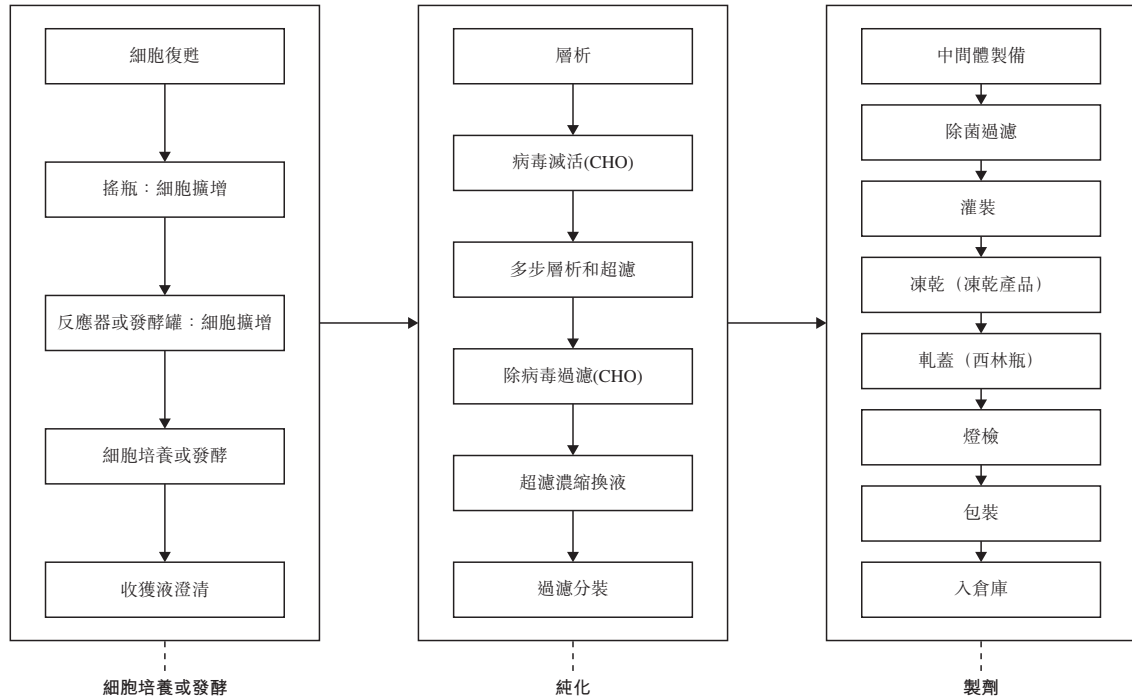 細胞復甦
搖瓶：細胞擴增
反應器或發酵罐：細胞擴增
細胞培養或發酵
收獲液澄清
細胞培養或發酵
層析
病毒滅活(CHO)
多步層析和超濾
除病毒過濾(CHO)
超濾濃縮換液
過濾分裝
純化
中間體製備
除菌過濾
灌裝
凍乾（凍乾產品）
軋蓋（西林瓶）
燈檢
包裝
入倉庫
製劑